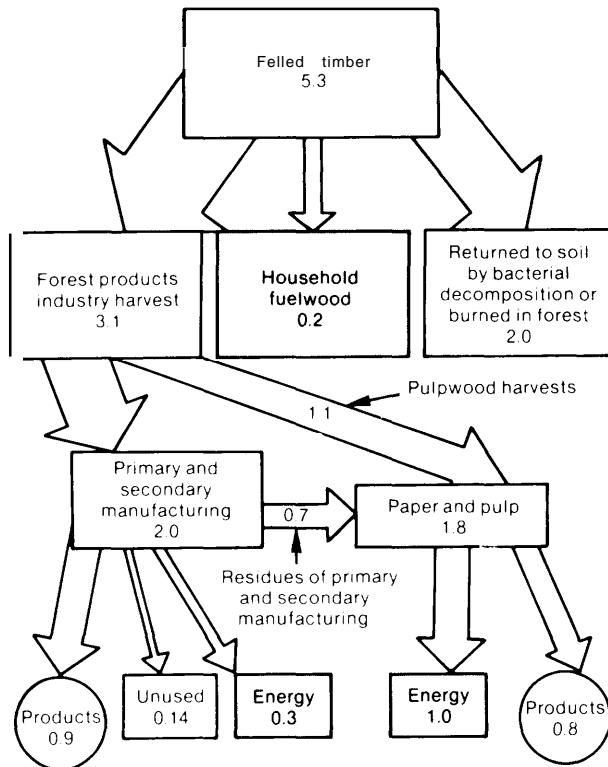 Felled timber
5.3
Forest products
industry harvest
3.1
Household
fuelwood
0.2
Returned to soil
by bacterial
decomposition or
burned in forest
2.0
Pulpwood harvests
1 1
Primary and
secondary
manufacturing
2.0
0.7
Paper and pulp
1.8
Residues of primary
and secondary
manufacturing
Products
0.9
Unused
0.14
Energy
0.3
Energy
1.0
Products
0.8